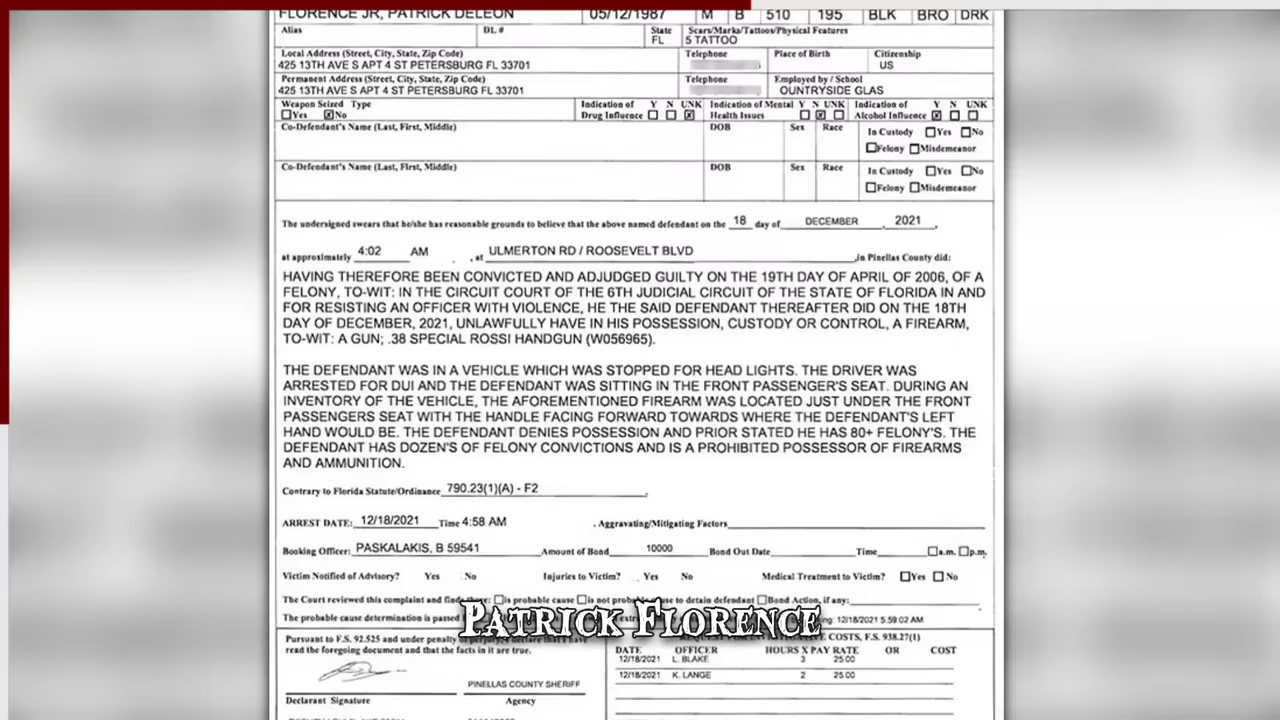 FLORENCE JR, PATRICK DELEON 05/12/1987 M B 510 195 BLK BRO DRK
Alias DL # State Scars/Marks/Tattoos/Physical Features
FL 5 TATTOO
Local Address (Street, City, State, Zip Code) Telephone Place of Birth Citizenship
425 13TH AVE S APT 4 ST PETERSBURG FL 33701 US
Permanent Address (Street, City, State, Zip Code) Telephone Employed by / School
425 13TH AVE S APT 4 ST PETERSBURG FL 33701 OUNTRYSIDE GLAS
Weapon Seized Type Indication of Y N UNK Indication of Mental Y N UNK Indication of Y N UNK
☐Yes ☒No Drug Influence ☐ ☐ ☒ Health Issues ☐ ☒ ☐ Alcohol Influence ☒ ☐ ☐
Co-Defendant's Name (Last, First, Middle) DOB Sex Race In Custody ☐Yes ☐No
☐Felony ☐Misdemeanor
Co-Defendant's Name (Last, First, Middle) DOB Sex Race In Custody ☐Yes ☐No
☐Felony ☐Misdemeanor
The undersigned swears that he/she has reasonable grounds to believe that the above named defendant on the 18 day of DECEMBER , 2021 ,
at approximately 4:02 AM , at ULMERTON RD / ROOSEVELT BLVD ,in Pinellas County did:
HAVING THEREFORE BEEN CONVICTED AND ADJUDGED GUILTY ON THE 19TH DAY OF APRIL OF 2006, OF A
FELONY, TO-WIT: IN THE CIRCUIT COURT OF THE 6TH JUDICIAL CIRCUIT OF THE STATE OF FLORIDA IN AND
FOR RESISTING AN OFFICER WITH VIOLENCE, HE THE SAID DEFENDANT THEREAFTER DID ON THE 18TH
DAY OF DECEMBER, 2021, UNLAWFULLY HAVE IN HIS POSSESSION, CUSTODY OR CONTROL, A FIREARM,
TO-WIT: A GUN; .38 SPECIAL ROSSI HANDGUN (W056965).
THE DEFENDANT WAS IN A VEHICLE WHICH WAS STOPPED FOR HEAD LIGHTS. THE DRIVER WAS
ARRESTED FOR DUI AND THE DEFENDANT WAS SITTING IN THE FRONT PASSENGER'S SEAT. DURING AN
INVENTORY OF THE VEHICLE, THE AFOREMENTIONED FIREARM WAS LOCATED JUST UNDER THE FRONT
PASSENGERS SEAT WITH THE HANDLE FACING FORWARD TOWARDS WHERE THE DEFENDANT'S LEFT
HAND WOULD BE. THE DEFENDANT DENIES POSSESSION AND PRIOR STATED HE HAS 80+ FELONY'S. THE
DEFENDANT HAS DOZEN'S OF FELONY CONVICTIONS AND IS A PROHIBITED POSSESSOR OF FIREARMS
AND AMMUNITION.
Contrary to Florida Statute/Ordinance 790.23(1)(A) - F2 .
ARREST DATE: 12/18/2021 Time 4:58 AM . Aggravating/Mitigating Factors
Booking Officer: PASKALAKIS, B 59541 Amount of Bond 10000 Bond Out Date Time ☐a.m. ☐p.m.
Victim Notified of Advisory? Yes No Injuries to Victim? Yes No Medical Treatment to Victim? ☐Yes ☐No
The Court reviewed this complaint and finds ☐is probable cause ☐is not to detain defendant ☐Bond Action, if any:
The probable cause determination is passed 12/18/2021 5:59:02 AM
PATRICK FLORENCE
Pursuant to F.S. 92.525 and under penalty COSTS, F.S. 938.27(1)
read the foregoing document and that the facts in it are true. DATE OFFICER HOURS X PAY RATE OR COST
12/18/2021 L. BLAKE 3 25.00
12/18/2021 K. LANGE 2 25.00
PINELLAS COUNTY SHERIFF
Declarant Signature Agency